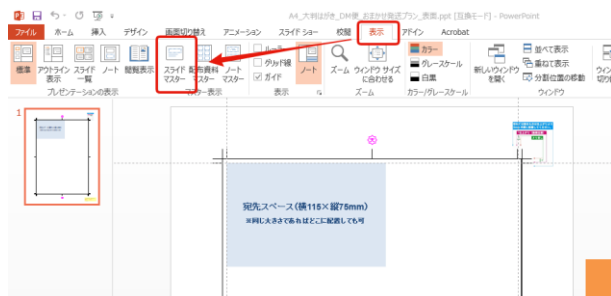 A4_大判はがき_DM便_おまかせ発送プラン_表面.ppt [互換モード] - PowerPoint
ファイル ホーム 挿入 デザイン 画面切り替え アニメーション スライド ショー 校閲 表示 アドイン Acrobat
標準 アウトライン表示 スライド一覧 ノート 閲覧表示
プレゼンテーションの表示
スライド マスター 配布資料マスター ノート マスター
マスター表示
ルーラー
グリッド線
ガイド
ノート
表示
ズーム ウィンドウ サイズに合わせる
ズーム
カラー
グレースケール
白黒
カラー/グレースケール
新しいウィンドウを開く
並べて表示
重ねて表示
分割位置の移動
ウィンドウ
1
宛先スペース(横115×縦75mm)
※同じ大きさであればどこに配置しても可